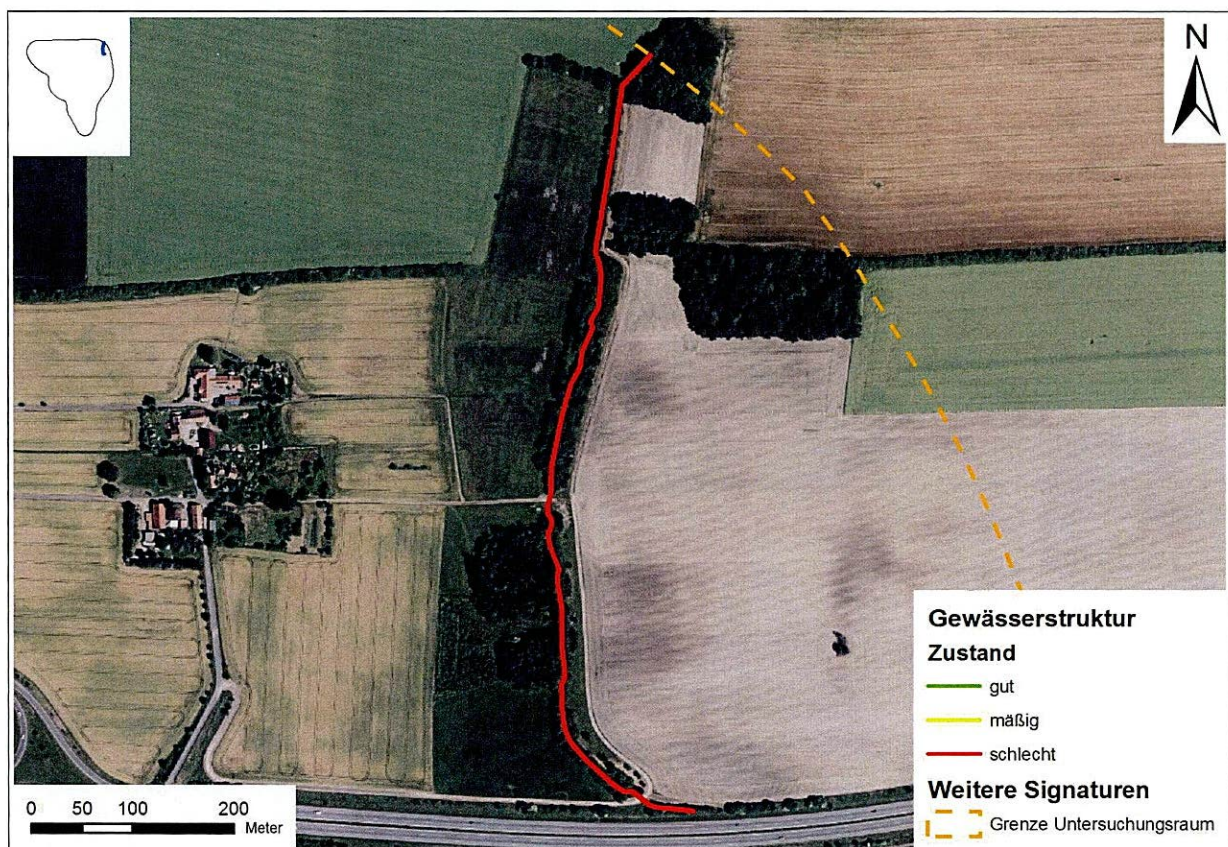 N
Gewässerstruktur
Zustand
gut
mäßig
schlecht
Weitere Signaturen
Grenze Untersuchungsraum
0 50 100 200 Meter